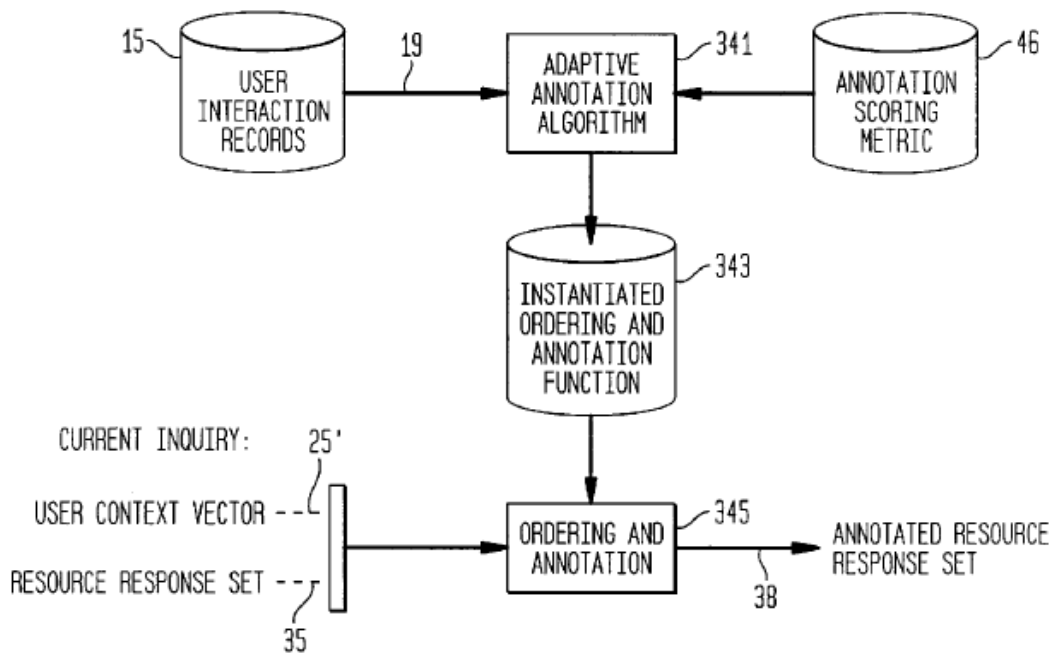 15
USER
INTERACTION
RECORDS
19
ADAPTIVE
ANNOTATION
ALGORITHM
341
ANNOTATION
SCORING
METRIC
46
INSTANTIATED
ORDERING AND
ANNOTATION
FUNCTION
343
CURRENT INQUIRY:
25'
USER CONTEXT VECTOR
RESOURCE RESPONSE SET
35
ORDERING AND
ANNOTATION
345
38
ANNOTATED RESOURCE
RESPONSE SET